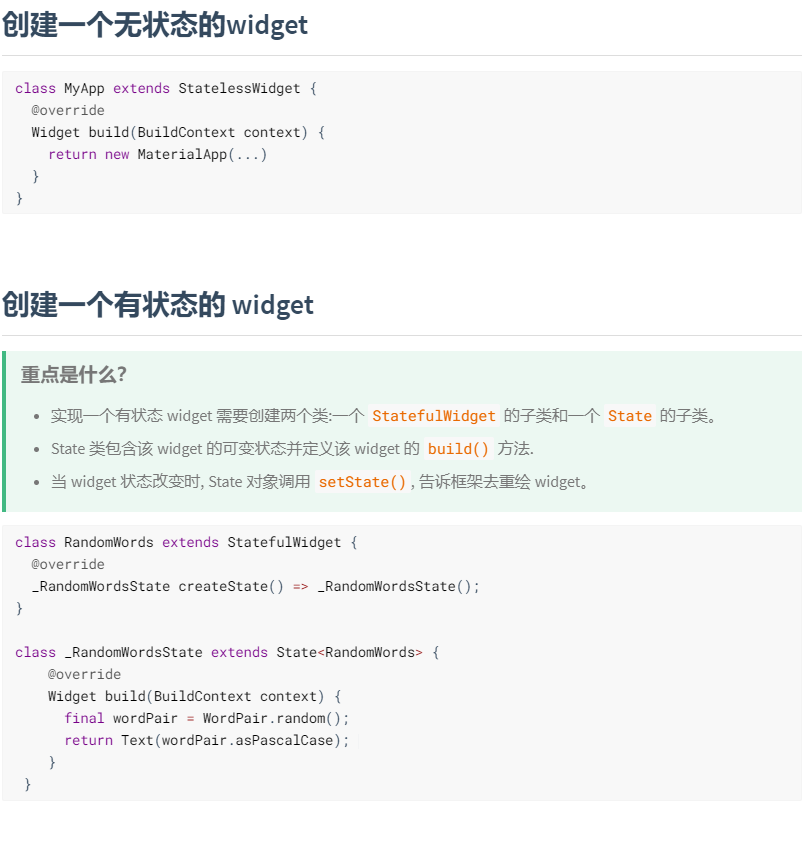 创建一个无状态的widget
class MyApp extends StatelessWidget {
  @override
  Widget build(BuildContext context) {
    return new MaterialApp(...)
  }
}
创建一个有状态的 widget
重点是什么？
• 实现一个有状态 widget 需要创建两个类:一个 StatefulWidget 的子类和一个 State 的子类。
• State 类包含该 widget 的可变状态并定义该 widget 的 build() 方法.
• 当 widget 状态改变时, State 对象调用 setState(), 告诉框架去重绘 widget。
class RandomWords extends StatefulWidget {
  @override
  _RandomWordsState createState() => _RandomWordsState();
}
class _RandomWordsState extends State<RandomWords> {
    @override
    Widget build(BuildContext context) {
      final wordPair = WordPair.random();
      return Text(wordPair.asPascalCase);
    }
 }